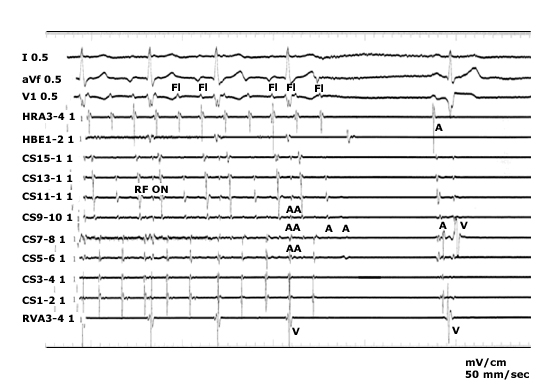 I 0.5
aVf 0.5
Fl Fl Fl Fl Fl
V1 0.5
HRA3-4 1
A
HBE1-2 1
CS15-1 1
CS13-1 1
RF ON
CS11-1 1
AA
CS9-10 1
AA A A A V
CS7-8 1
AA
CS5-6 1
CS3-4 1
CS1-2 1
RVA3-4 1
V V
mV/cm
50 mm/sec